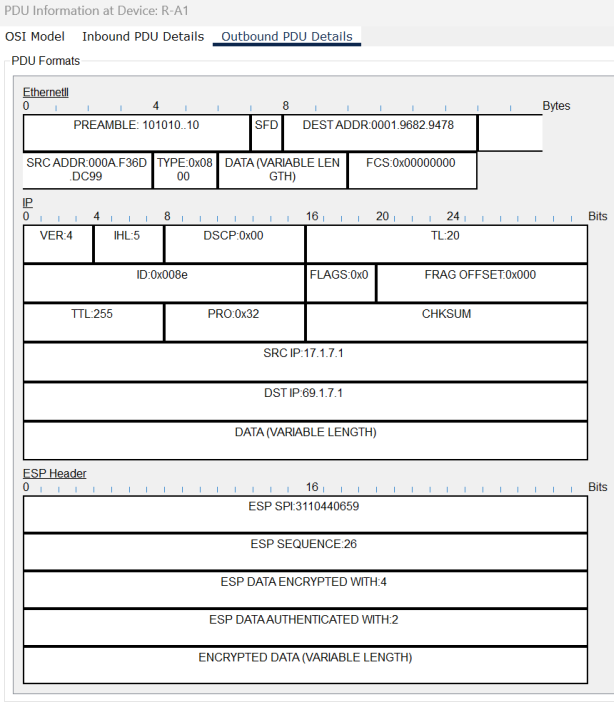 PDU Information at Device: R-A1
OSI Model Inbound PDU Details Outbound PDU Details
PDU Formats
EthernetII
0 4 8 Bytes
PREAMBLE: 101010..10 SFD DEST ADDR:0001.9682.9478
SRC ADDR:000A.F36D TYPE:0x08 DATA (VARIABLE LEN FCS:0x00000000
.DC99 00 GTH)
IP
0 4 8 16 20 24 Bits
VER:4 IHL:5 DSCP:0x00 TL:20
ID:0x008e FLAGS:0x0 FRAG OFFSET:0x000
TTL:255 PRO:0x32 CHKSUM
SRC IP:17.1.7.1
DST IP:69.1.7.1
DATA (VARIABLE LENGTH)
ESP Header
0 16 Bits
ESP SPI:3110440659
ESP SEQUENCE:26
ESP DATA ENCRYPTED WITH:4
ESP DATA AUTHENTICATED WITH:2
ENCRYPTED DATA (VARIABLE LENGTH)